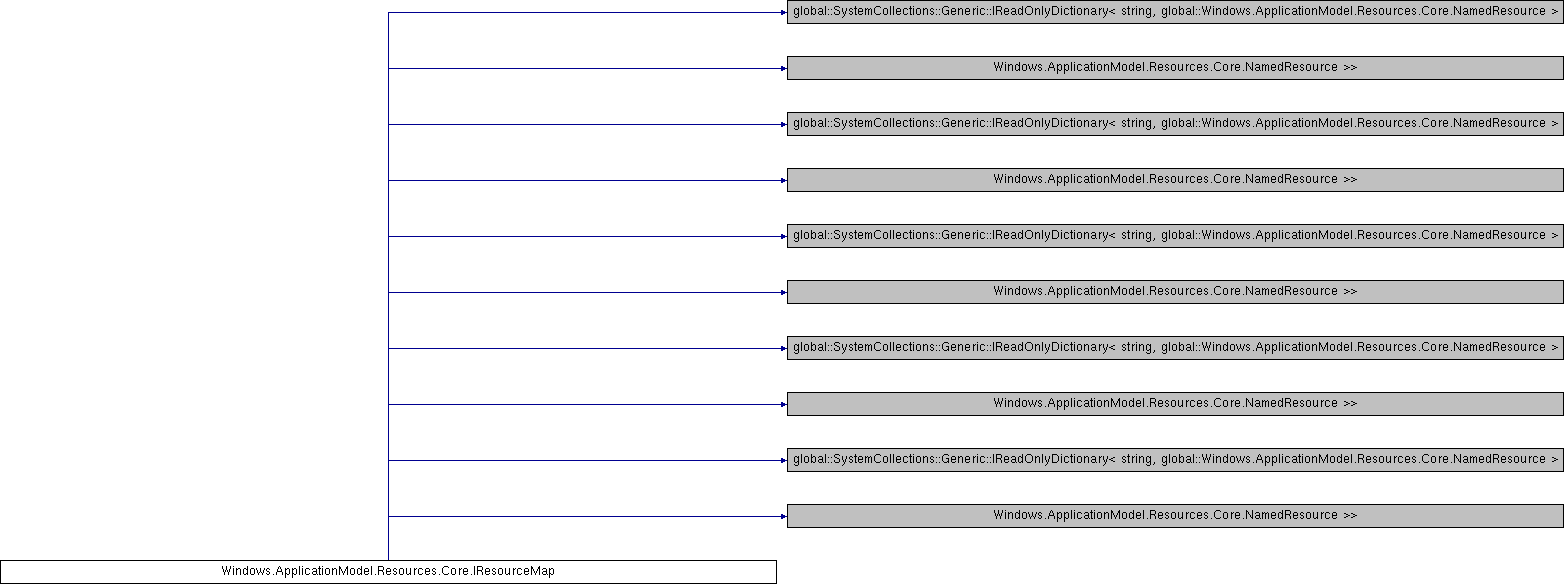 global::SystemCollections::Generic::IReadOnlyDictionary< string, global::Windows.ApplicationModel.Resources.Core.NamedResource >
Windows.ApplicationModel.Resources.Core.NamedResource >>
global::SystemCollections::Generic::IReadOnlyDictionary< string, global::Windows.ApplicationModel.Resources.Core.NamedResource >
Windows.ApplicationModel.Resources.Core.NamedResource >>
global::SystemCollections::Generic::IReadOnlyDictionary< string, global::Windows.ApplicationModel.Resources.Core.NamedResource >
Windows.ApplicationModel.Resources.Core.NamedResource >>
global::SystemCollections::Generic::IReadOnlyDictionary< string, global::Windows.ApplicationModel.Resources.Core.NamedResource >
Windows.ApplicationModel.Resources.Core.NamedResource >>
global::SystemCollections::Generic::IReadOnlyDictionary< string, global::Windows.ApplicationModel.Resources.Core.NamedResource >
Windows.ApplicationModel.Resources.Core.NamedResource >>
Windows.ApplicationModel.Resources.Core.IResourceMap